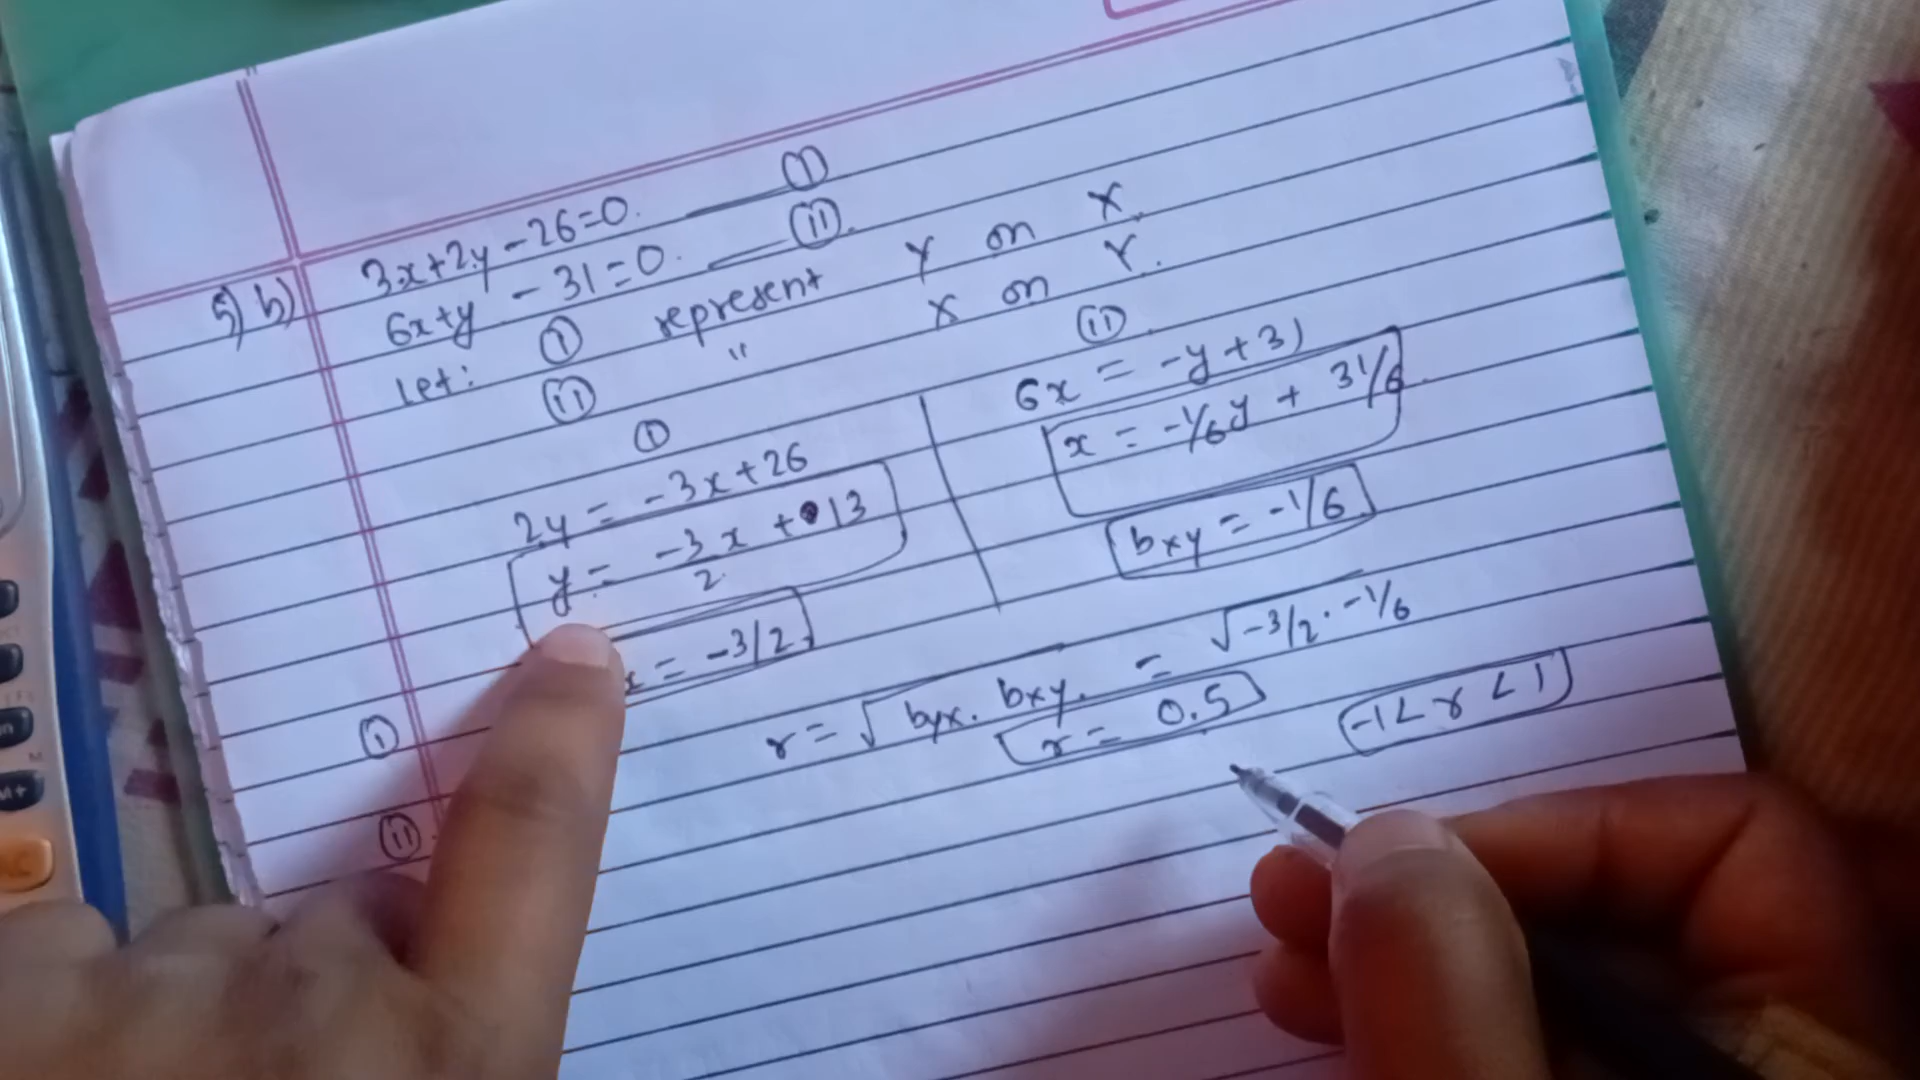 5) b) 3x+2y-26=0. ——— (i)
6x+y - 31=0. ——— (ii).
Let: (i) represent Y on X.
(ii) " X on Y.
(i)
2y = -3x+26
y = -3/2 x + 13
x = -3/2
(ii)
6x = -y+31
x = -1/6y + 31/6.
bxy = -1/6
r = √byx. bxy. = √-3/2 . -1/6
r = 0.5
-1 < r < 1
(i)
(ii)
M+